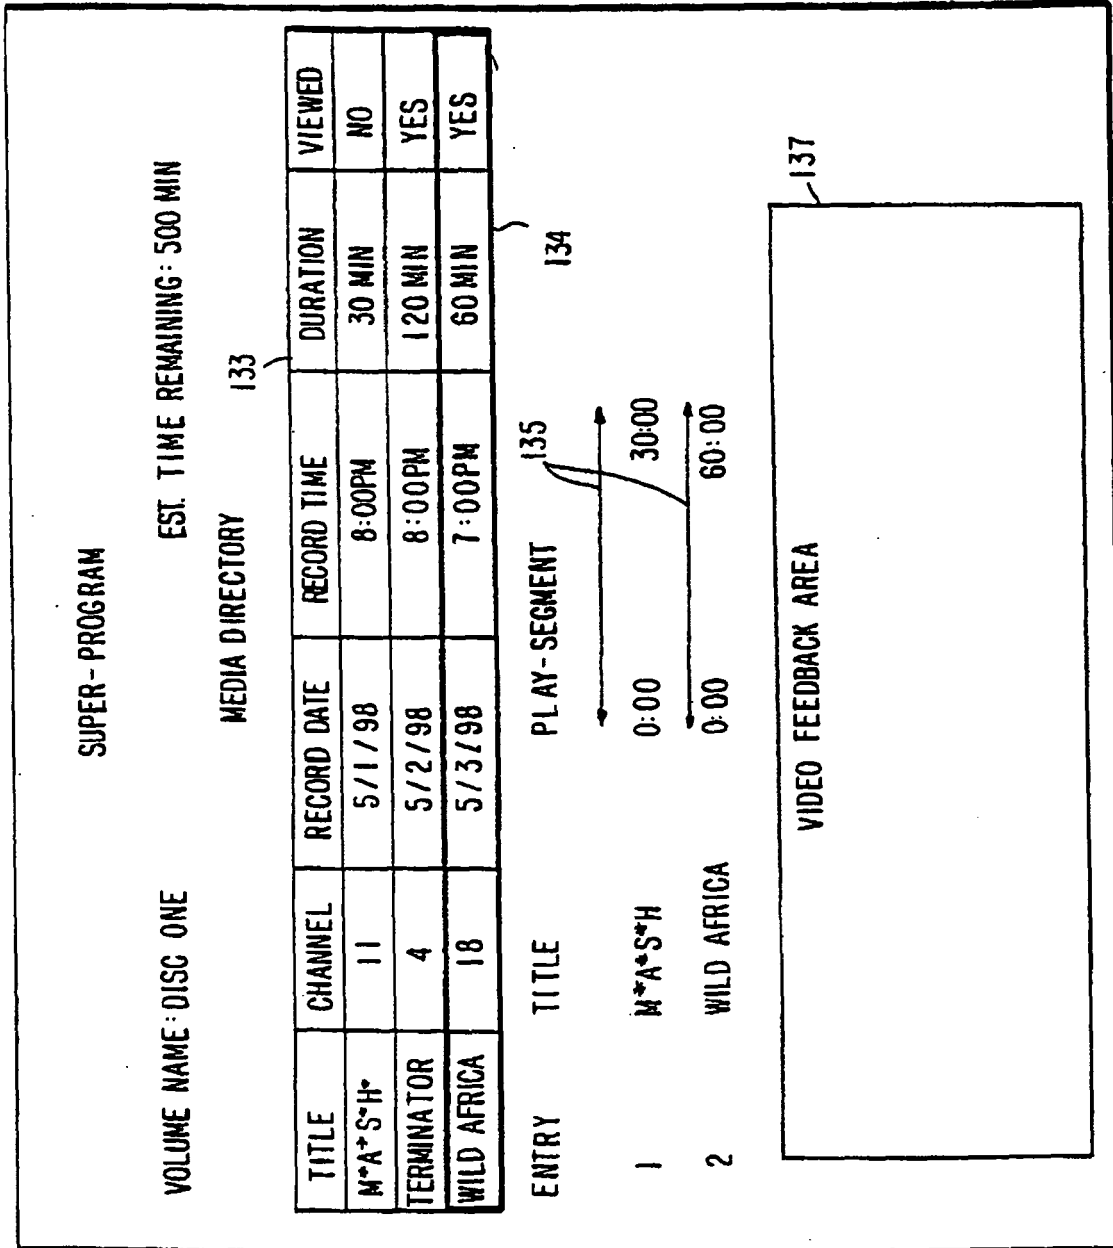 SUPER-PROGRAM
VOLUME NAME: DISC ONE EST. TIME REMAINING: 500 MIN
MEDIA DIRECTORY 133
TITLE CHANNEL RECORD DATE RECORD TIME DURATION VIEWED
M*A*S*H* 11 5/1/98 8:00PM 30 MIN NO
TERMINATOR 4 5/2/98 8:00PM 120 MIN YES
WILD AFRICA 18 5/3/98 7:00PM 60 MIN YES
134
ENTRY TITLE PLAY-SEGMENT 135
1 M*A*S*H 0:00 30:00
2 WILD AFRICA 0:00 60:00
137
VIDEO FEEDBACK AREA